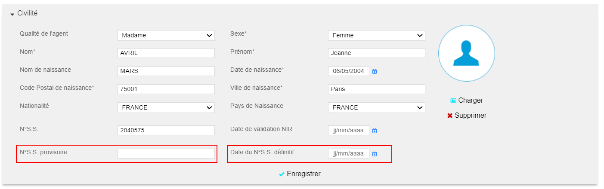 Civilité
Qualité de l'agent Madame Sexe* Femme
Nom* AVRIL Prénom* Jeanne
Nom de naissance MARS Date de naissance* 06/05/2004
Code Postal de naissance* 75001 Ville de naissance* Paris
Nationalité FRANCE Pays de Naissance FRANCE
Charger
Supprimer
N°S.S. 2040575 Date de validation NIR jj/mm/aaaa
N°S.S. provisoire Date du N°S.S. définitif jj/mm/aaaa
Enregistrer